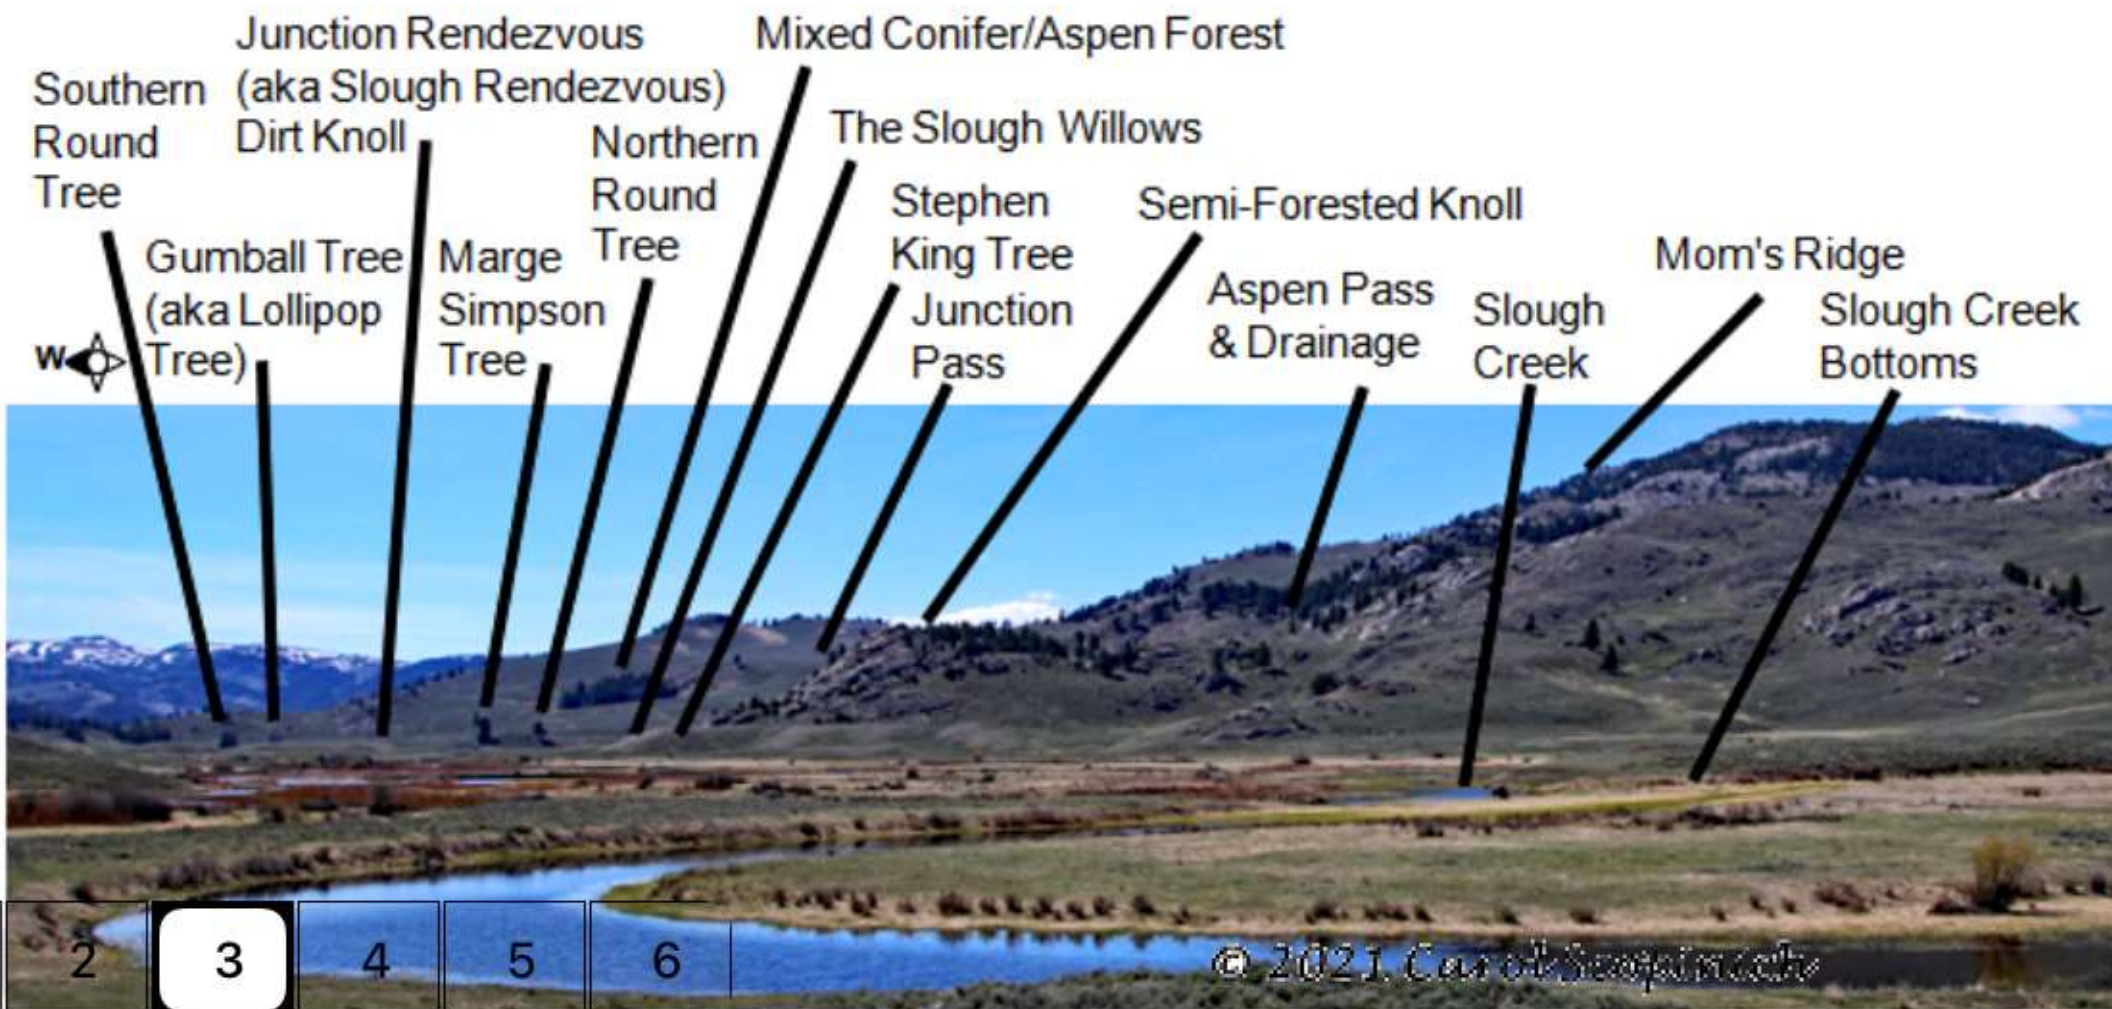 Southern
Round
Tree
Junction Rendezvous
(aka Slough Rendezvous)
Dirt Knoll
Mixed Conifer/Aspen Forest
Gumball Tree
(aka Lollipop
Tree)
Marge
Simpson
Tree
Northern
Round
Tree
The Slough Willows
Stephen
King Tree
Junction
Pass
Semi-Forested Knoll
Aspen Pass
& Drainage
Slough
Creek
Mom's Ridge
Slough Creek
Bottoms
W
2 3 4 5 6
© 2021 Carol